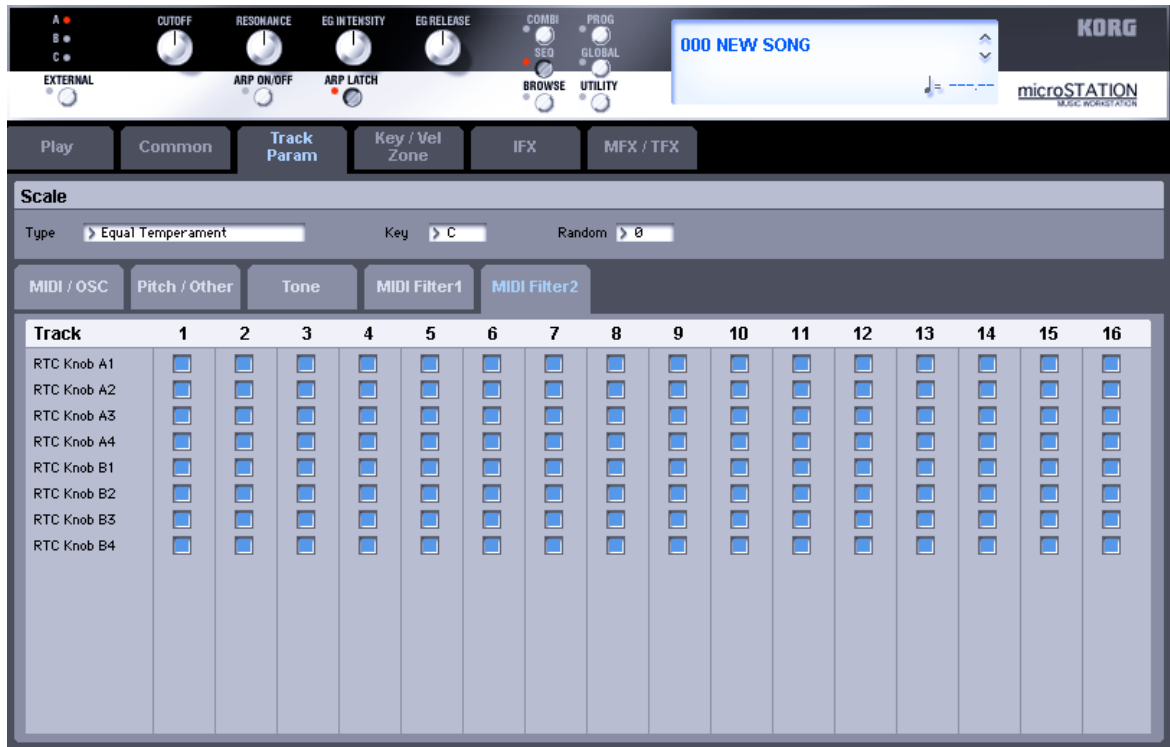 A
B
C
EXTERNAL
CUTOFF RESONANCE EG INTENSITY EG RELEASE
ARP ON/OFF ARP LATCH
COMBI PROG
SEQ GLOBAL
BROWSE UTILITY
000 NEW SONG
♩= ---.--
KORG
microSTATION
MUSIC WORKSTATION
Play Common Track Param Key / Vel Zone IFX MFX / TFX
Scale
Type Equal Temperament Key C Random 0
MIDI / OSC Pitch / Other Tone MIDI Filter1 MIDI Filter2
Track 1 2 3 4 5 6 7 8 9 10 11 12 13 14 15 16
RTC Knob A1
RTC Knob A2
RTC Knob A3
RTC Knob A4
RTC Knob B1
RTC Knob B2
RTC Knob B3
RTC Knob B4